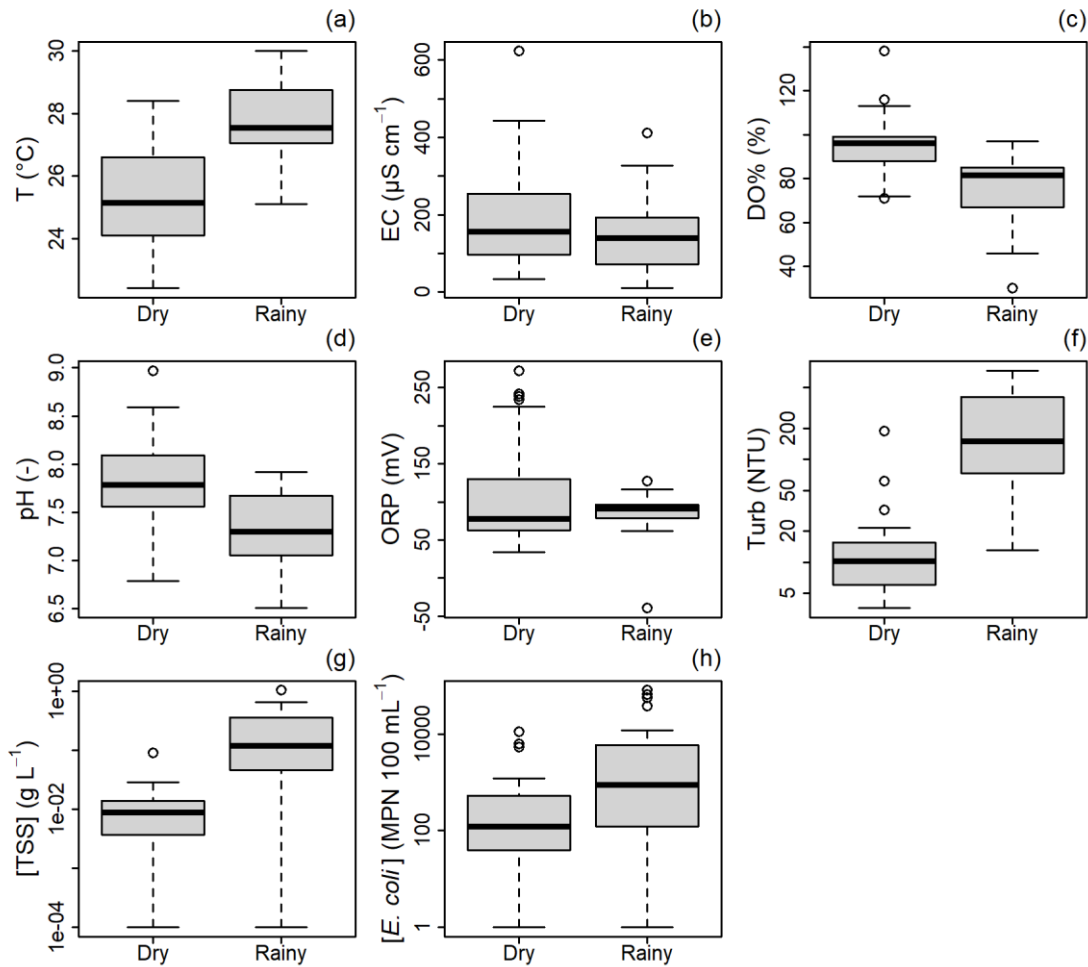 (a)
T (°C)
30
28
26
24
Dry
Rainy
(b)
EC (µS cm⁻¹)
600
400
200
0
Dry
Rainy
(c)
DO% (%)
120
80
60
40
Dry
Rainy
(d)
pH (-)
9.0
8.5
8.0
7.5
7.0
6.5
Dry
Rainy
(e)
ORP (mV)
250
150
50
-50
Dry
Rainy
(f)
Turb (NTU)
200
50
20
5
Dry
Rainy
(g)
[TSS] (g L⁻¹)
1e+00
1e-02
1e-04
Dry
Rainy
(h)
[E. coli ] (MPN 100 mL⁻¹)
10000
100
1
Dry
Rainy